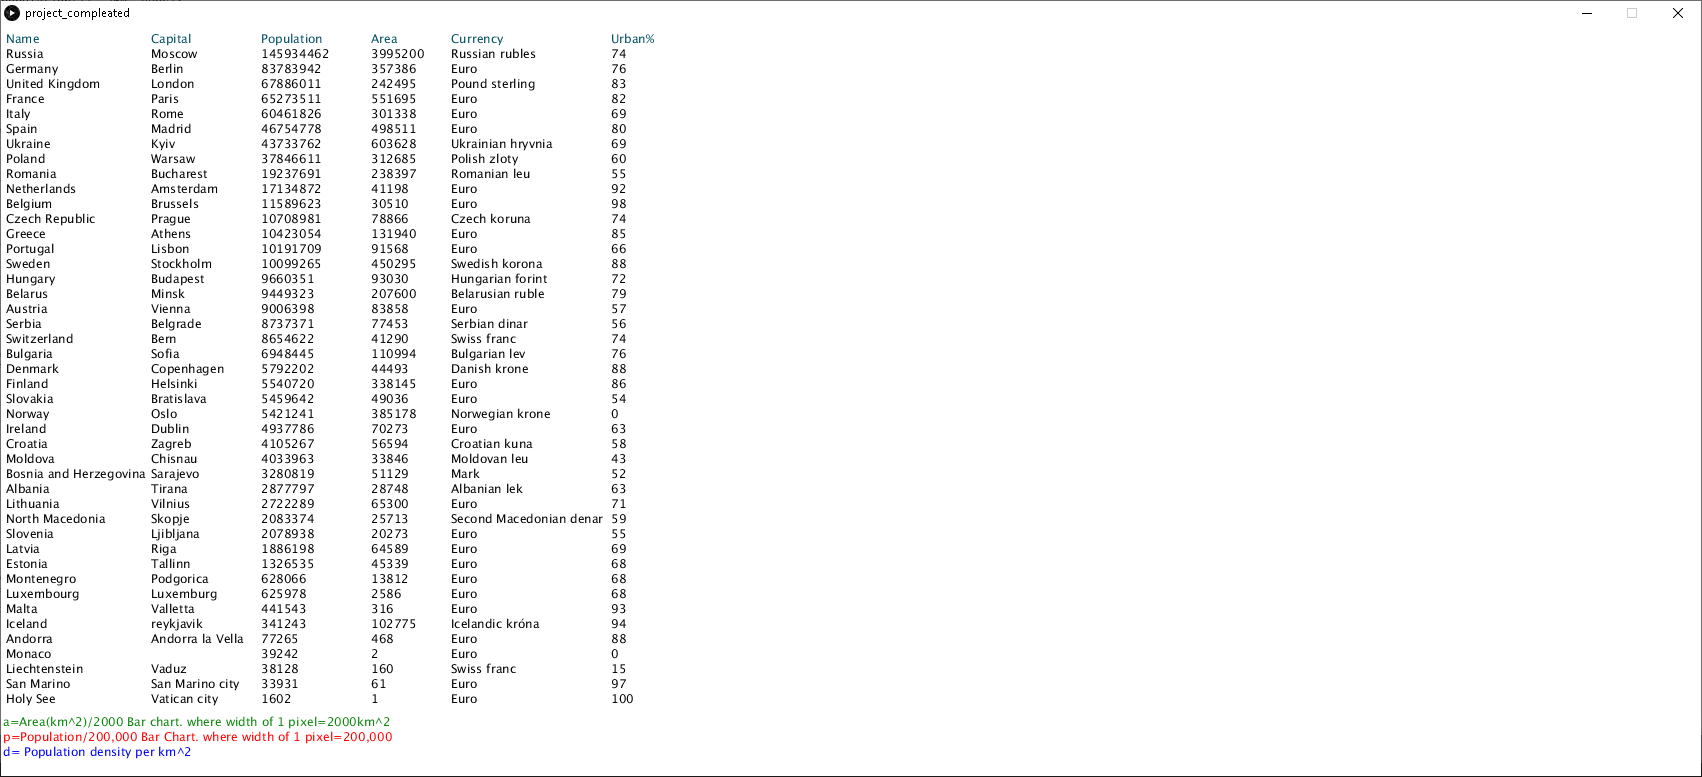 project_compleated
Name Capital Population Area Currency Urban%
Russia Moscow 145934462 3995200 Russian rubles 74
Germany Berlin 83783942 357386 Euro 76
United Kingdom London 67886011 242495 Pound sterling 83
France Paris 65273511 551695 Euro 82
Italy Rome 60461826 301338 Euro 69
Spain Madrid 46754778 498511 Euro 80
Ukraine Kyiv 43733762 603628 Ukrainian hryvnia 69
Poland Warsaw 37846611 312685 Polish zloty 60
Romania Bucharest 19237691 238397 Romanian leu 55
Netherlands Amsterdam 17134872 41198 Euro 92
Belgium Brussels 11589623 30510 Euro 98
Czech Republic Prague 10708981 78866 Czech koruna 74
Greece Athens 10423054 131940 Euro 85
Portugal Lisbon 10191709 91568 Euro 66
Sweden Stockholm 10099265 450295 Swedish korona 88
Hungary Budapest 9660351 93030 Hungarian forint 72
Belarus Minsk 9449323 207600 Belarusian ruble 79
Austria Vienna 9006398 83858 Euro 57
Serbia Belgrade 8737371 77453 Serbian dinar 56
Switzerland Bern 8654622 41290 Swiss franc 74
Bulgaria Sofia 6948445 110994 Bulgarian lev 76
Denmark Copenhagen 5792202 44493 Danish krone 88
Finland Helsinki 5540720 338145 Euro 86
Slovakia Bratislava 5459642 49036 Euro 54
Norway Oslo 5421241 385178 Norwegian krone 0
Ireland Dublin 4937786 70273 Euro 63
Croatia Zagreb 4105267 56594 Croatian kuna 58
Moldova Chisnau 4033963 33846 Moldovan leu 43
Bosnia and Herzegovina Sarajevo 3280819 51129 Mark 52
Albania Tirana 2877797 28748 Albanian lek 63
Lithuania Vilnius 2722289 65300 Euro 71
North Macedonia Skopje 2083374 25713 Second Macedonian denar 59
Slovenia Ljibljana 2078938 20273 Euro 55
Latvia Riga 1886198 64589 Euro 69
Estonia Tallinn 1326535 45339 Euro 68
Montenegro Podgorica 628066 13812 Euro 68
Luxembourg Luxemburg 625978 2586 Euro 68
Malta Valletta 441543 316 Euro 93
Iceland reykjavik 341243 102775 Icelandic króna 94
Andorra Andorra la Vella 77265 468 Euro 88
Monaco 39242 2 Euro 0
Liechtenstein Vaduz 38128 160 Swiss franc 15
San Marino San Marino city 33931 61 Euro 97
Holy See Vatican city 1602 1 Euro 100
a=Area(km^2)/2000 Bar chart. where width of 1 pixel=2000km^2
p=Population/200,000 Bar Chart. where width of 1 pixel=200,000
d= Population density per km^2